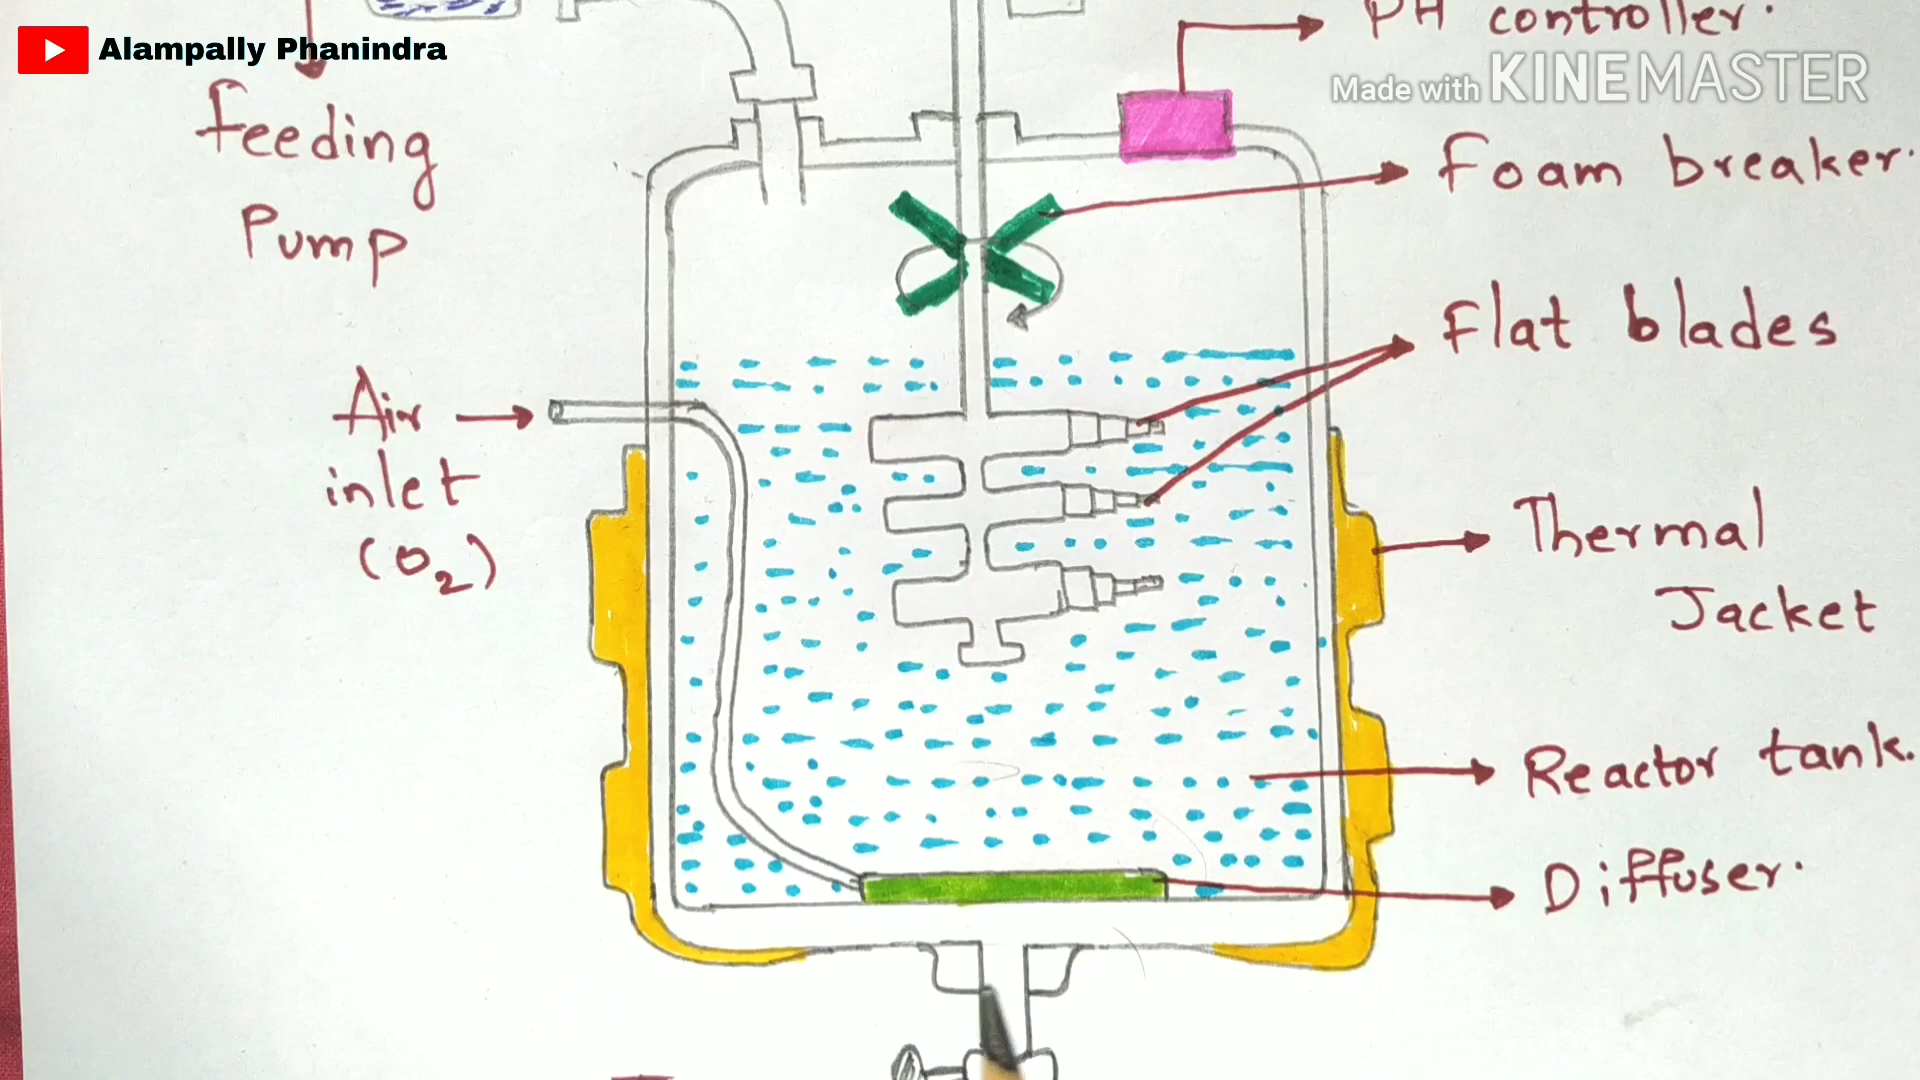 Alampally Phanindra
PH controller.
Made with KINEMASTER
Feeding
Pump
Foam breaker.
Flat blades
Air
inlet
(O2)
Thermal
Jacket
Reactor tank.
Diffuser.